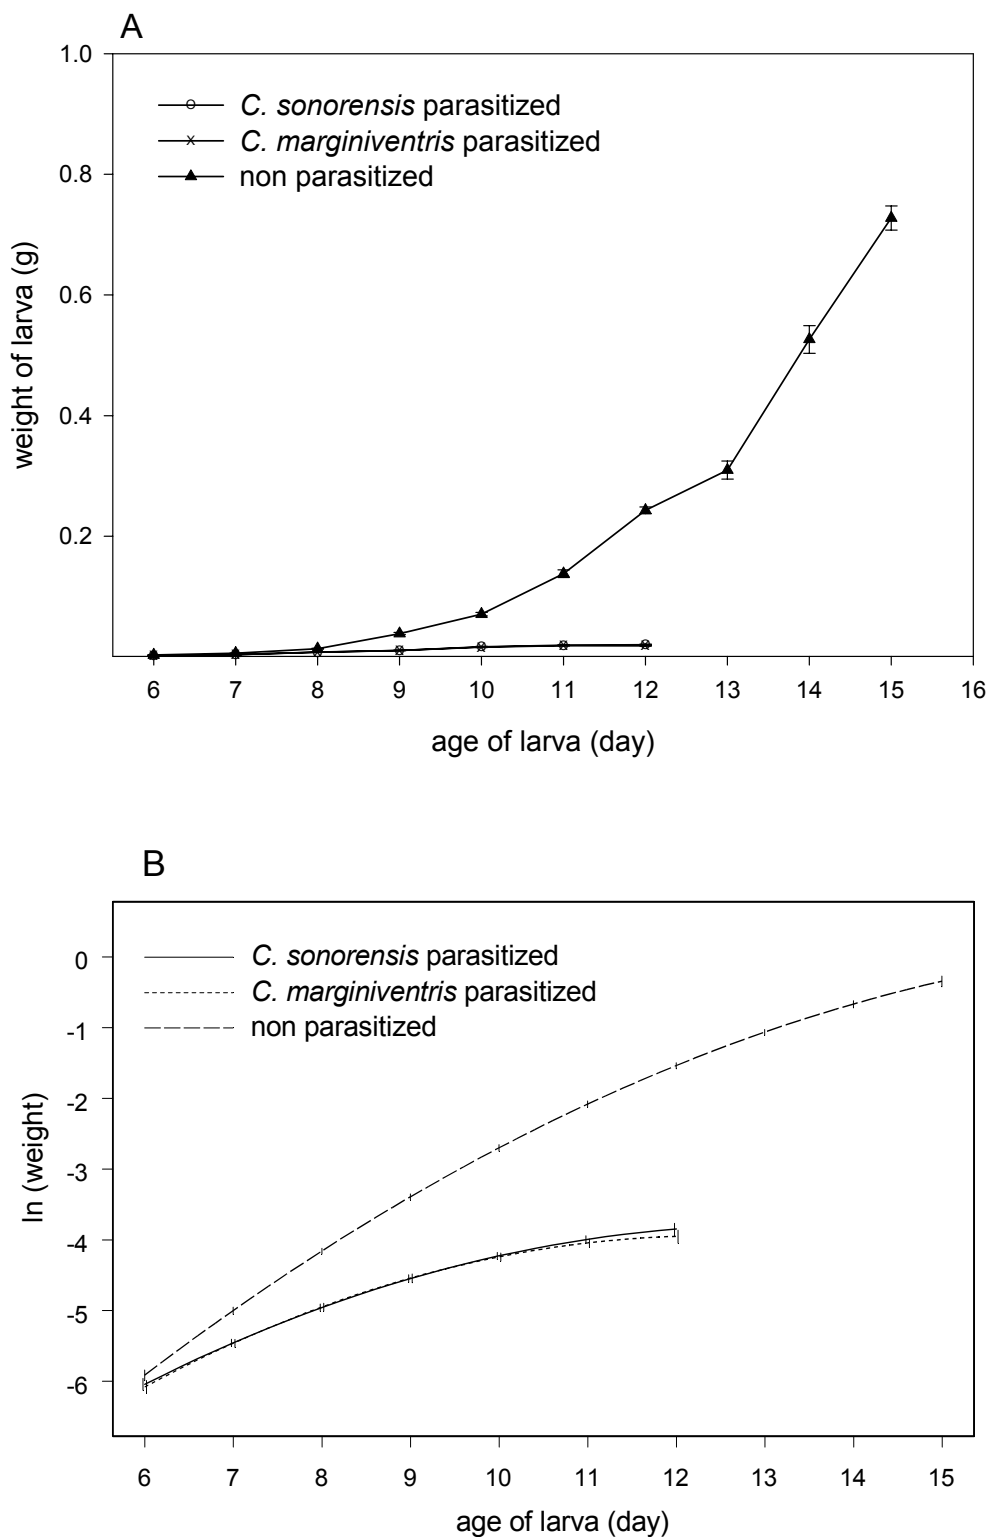 A
1.0
0.8
0.6
0.4
0.2
weight of larva (g)
C. sonorensis parasitized
C. marginiventris parasitized
non parasitized
6 7 8 9 10 11 12 13 14 15 16
age of larva (day)
B
0
-1
-2
-3
-4
-5
-6
ln (weight)
C. sonorensis parasitized
C. marginiventris parasitized
non parasitized
6 7 8 9 10 11 12 13 14 15
age of larva (day)